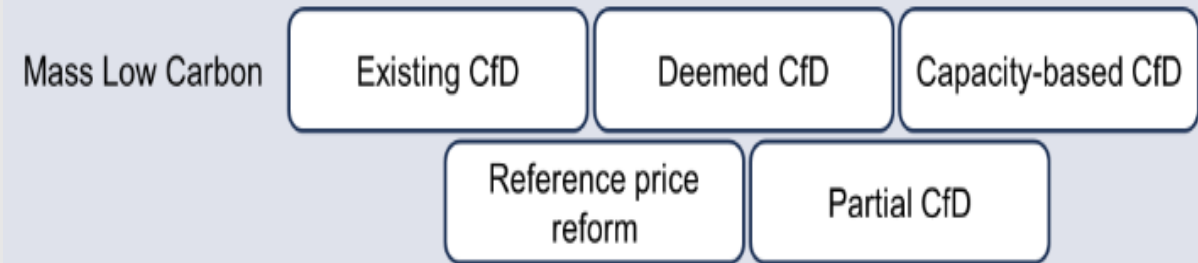 Mass Low Carbon
Existing CfD
Deemed CfD
Capacity-based CfD
Reference price
reform
Partial CfD